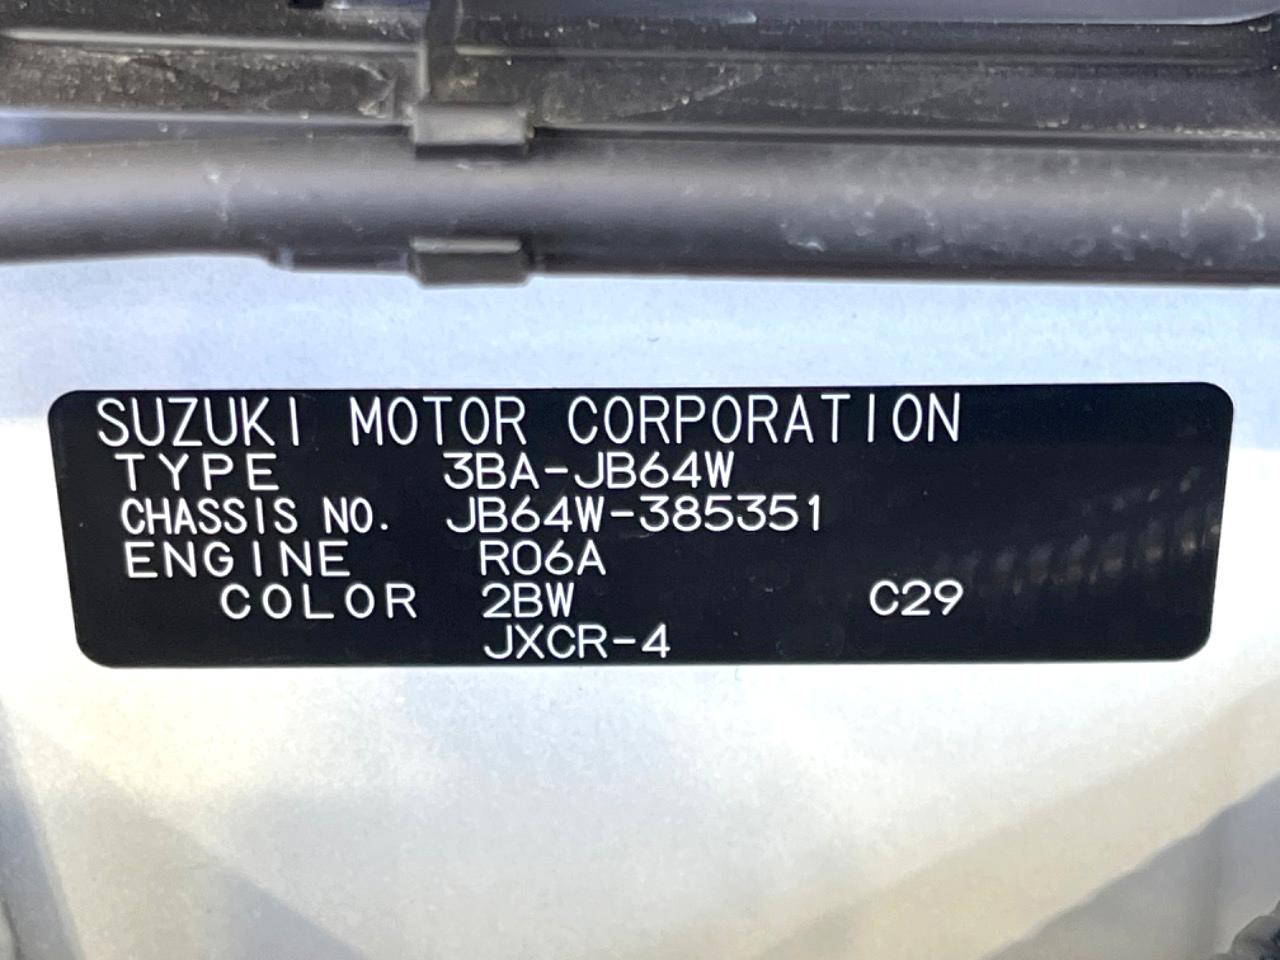 SUZUKI MOTOR CORPORATION
TYPE 3BA-JB64W
CHASSIS NO. JB64W-385351
ENGINE R06A
COLOR 2BW C29
JXCR-4